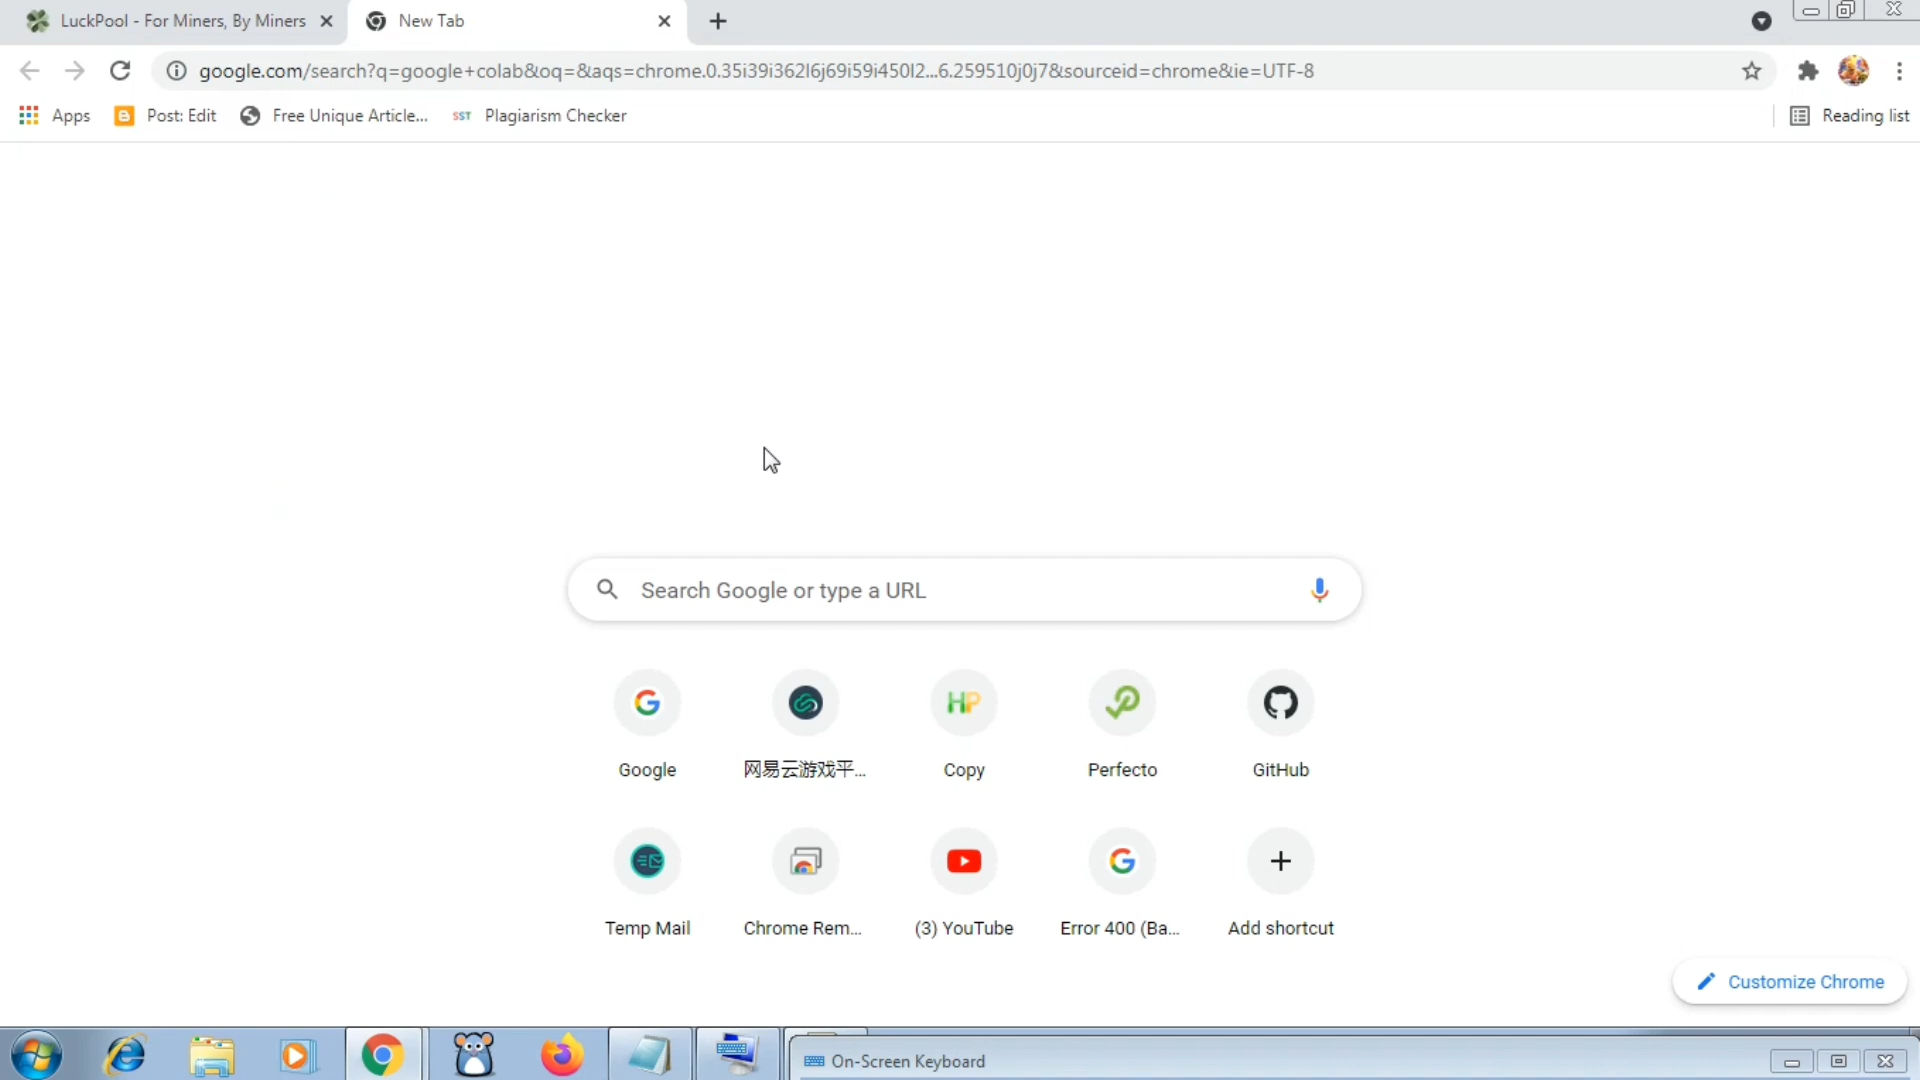 LuckPool - For Miners, By Miners
New Tab
google.com/search?q=google+colab&oq=&aqs=chrome.0.35i39i362l6j69i59i450l2...6.259510j0j7&sourceid=chrome&ie=UTF-8
Apps Post: Edit Free Unique Article... SST Plagiarism Checker Reading list
Search Google or type a URL
HP
Google 网易云游戏平... Copy Perfecto GitHub
Temp Mail Chrome Rem... (3) YouTube Error 400 (Ba... Add shortcut
Customize Chrome
On-Screen Keyboard